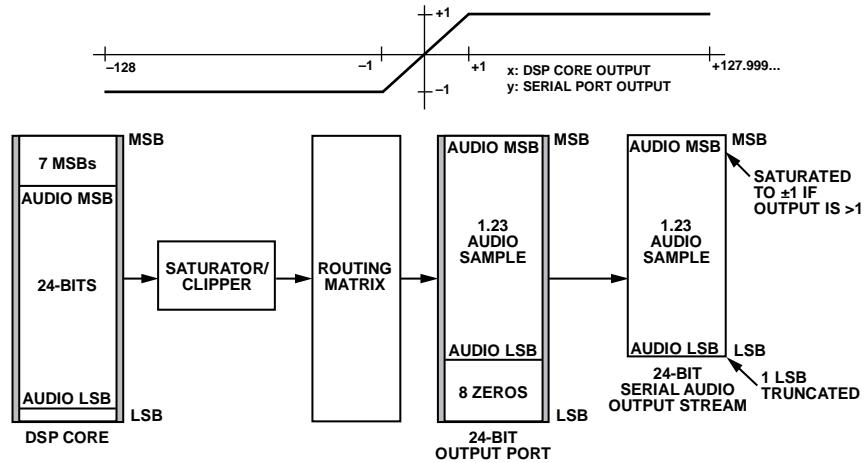 +1
–128
–1
+1
x: DSP CORE OUTPUT
y: SERIAL PORT OUTPUT
+127.999...
–1
MSB
7 MSBs
AUDIO MSB
24-BITS
AUDIO LSB
LSB
DSP CORE
SATURATOR/
CLIPPER
ROUTING
MATRIX
AUDIO MSB
MSB
1.23
AUDIO
SAMPLE
AUDIO LSB
8 ZEROS
LSB
24-BIT
OUTPUT PORT
AUDIO MSB
MSB
SATURATED
TO ±1 IF
OUTPUT IS >1
1.23
AUDIO
SAMPLE
AUDIO LSB
LSB
1 LSB
TRUNCATED
24-BIT
SERIAL AUDIO
OUTPUT STREAM